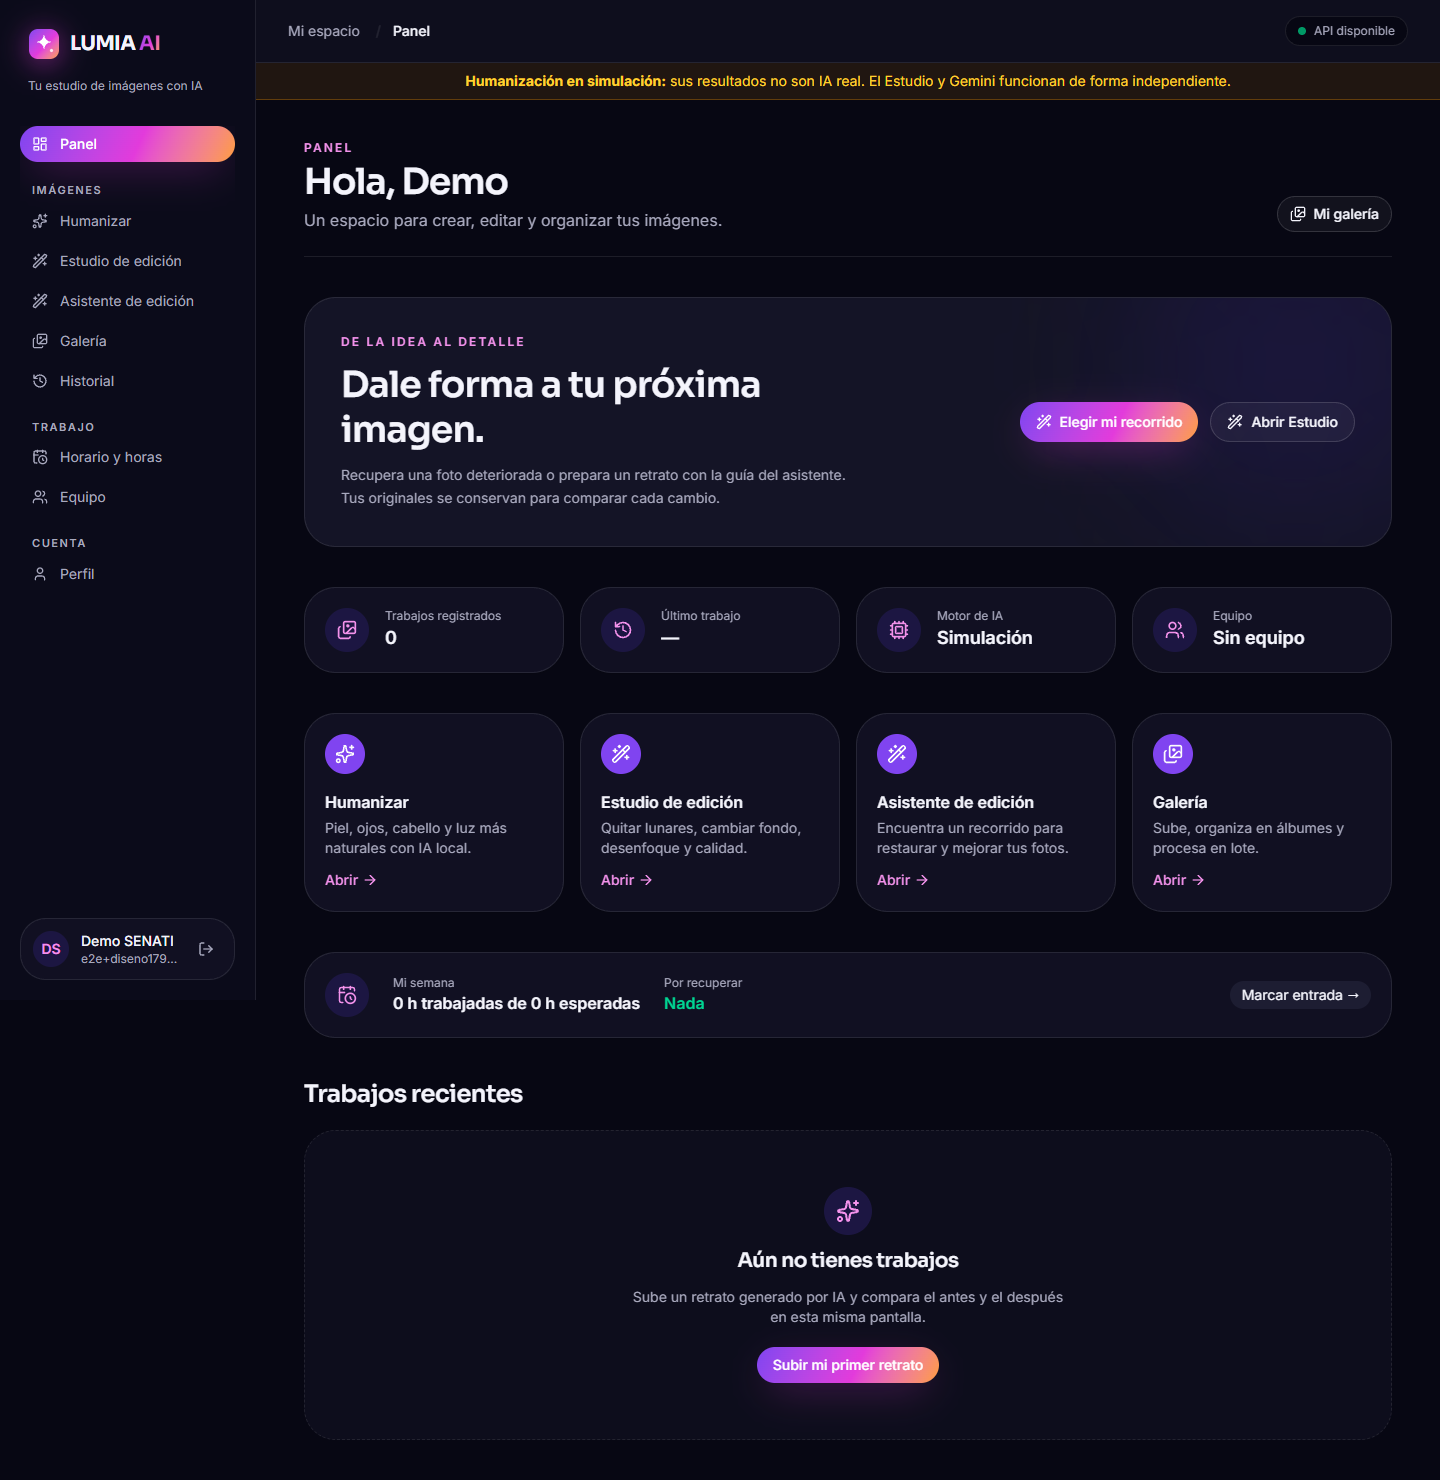 LUMIA AI
Tu estudio de imágenes con IA
Panel
IMÁGENES
Humanizar
Estudio de edición
Asistente de edición
Galería
Historial
TRABAJO
Horario y horas
Equipo
CUENTA
Perfil
DS
Demo SENATI
e2e+diseno179...
Mi espacio / Panel
API disponible
Humanización en simulación: sus resultados no son IA real. El Estudio y Gemini funcionan de forma independiente.
PANEL
Hola, Demo
Un espacio para crear, editar y organizar tus imágenes.
Mi galería
DE LA IDEA AL DETALLE
Dale forma a tu próxima
imagen.
Recupera una foto deteriorada o prepara un retrato con la guía del asistente.
Tus originales se conservan para comparar cada cambio.
Elegir mi recorrido
Abrir Estudio
Trabajos registrados
0
Último trabajo
—
Motor de IA
Simulación
Equipo
Sin equipo
Humanizar
Piel, ojos, cabello y luz más
naturales con IA local.
Abrir →
Estudio de edición
Quitar lunares, cambiar fondo,
desenfoque y calidad.
Abrir →
Asistente de edición
Encuentra un recorrido para
restaurar y mejorar tus fotos.
Abrir →
Galería
Sube, organiza en álbumes y
procesa en lote.
Abrir →
Mi semana
0 h trabajadas de 0 h esperadas
Por recuperar
Nada
Marcar entrada →
Trabajos recientes
Aún no tienes trabajos
Sube un retrato generado por IA y compara el antes y el después
en esta misma pantalla.
Subir mi primer retrato